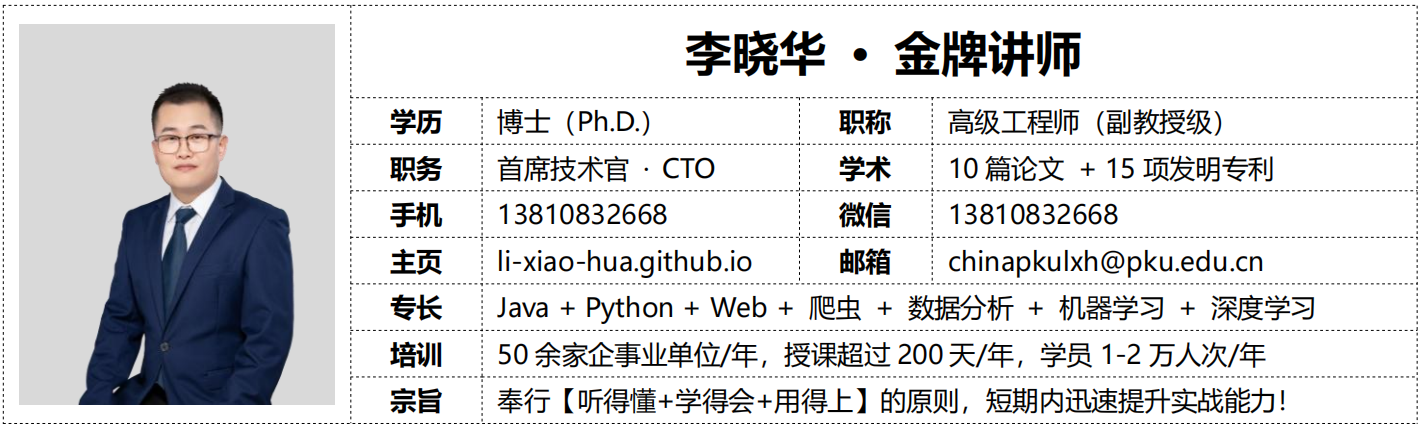 李晓华 • 金牌讲师
学历 博士（Ph.D.） 职称 高级工程师（副教授级）
职务 首席技术官 · CTO 学术 10 篇论文 + 15 项发明专利
手机 13810832668 微信 13810832668
主页 li-xiao-hua.github.io 邮箱 chinapkulxh@pku.edu.cn
专长 Java + Python + Web + 爬虫 + 数据分析 + 机器学习 + 深度学习
培训 50 余家企事业单位/年，授课超过 200 天/年，学员 1-2 万人次/年
宗旨 奉行【听得懂+学得会+用得上】的原则，短期内迅速提升实战能力！